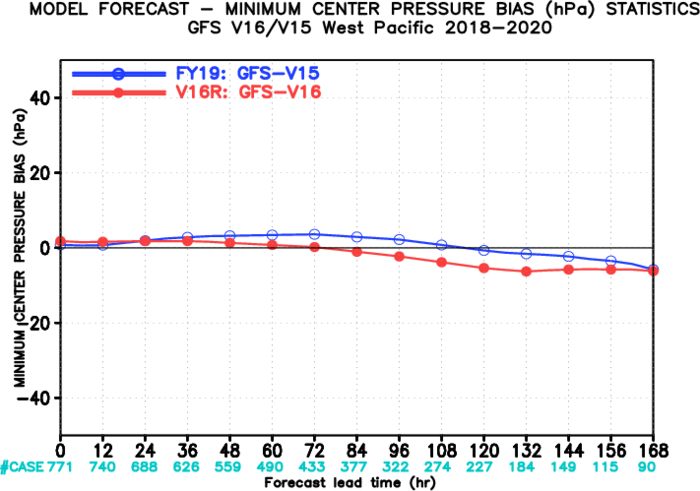 MODEL FORECAST – MINIMUM CENTER PRESSURE BIAS (hPa) STATISTICS
GFS V16/V15 West Pacific 2018–2020
FY19: GFS–V15
V16R: GFS–V16
MINIMUM CENTER PRESSURE BIAS (hPa)
40
20
0
–20
–40
0 12 24 36 48 60 72 84 96 108 120 132 144 156 168
#CASE 771 740 688 626 559 490 433 377 322 274 227 184 149 115 90
Forecast lead time (hr)